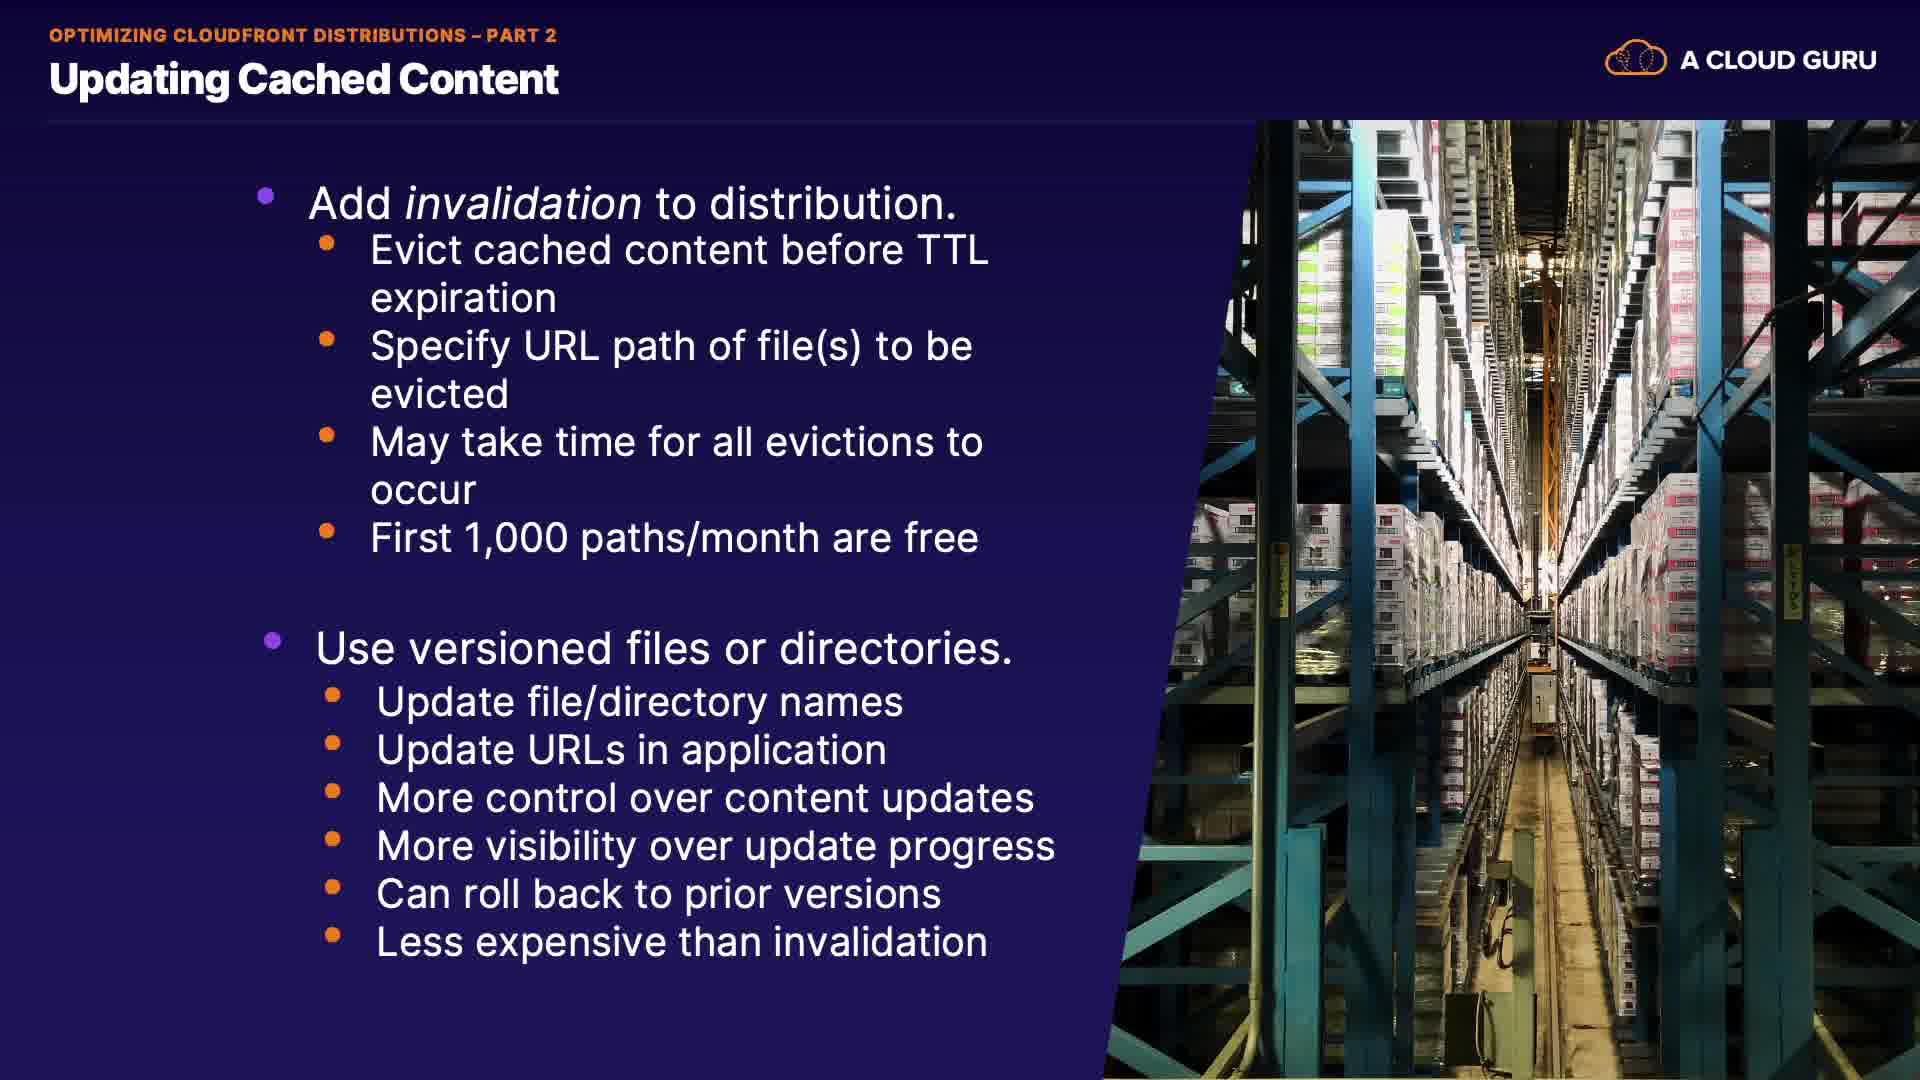 OPTIMIZING CLOUDFRONT DISTRIBUTIONS – PART 2
Updating Cached Content
A CLOUD GURU
Add invalidation to distribution.
Evict cached content before TTL
expiration
Specify URL path of file(s) to be
evicted
May take time for all evictions to
occur
First 1,000 paths/month are free
Use versioned files or directories.
Update file/directory names
Update URLs in application
More control over content updates
More visibility over update progress
Can roll back to prior versions
Less expensive than invalidation